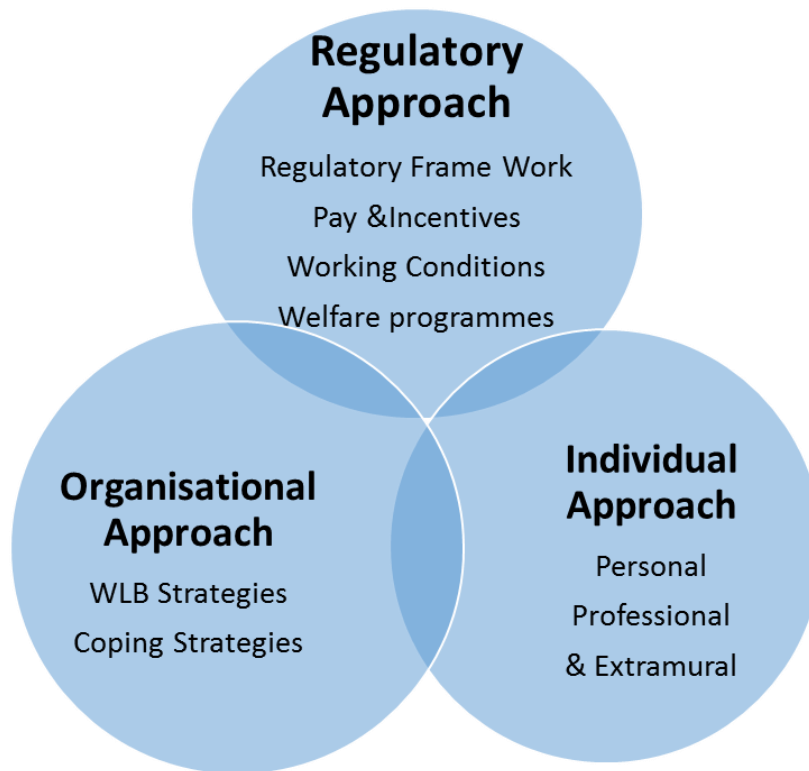 Regulatory
Approach
Regulatory Frame Work
Pay &Incentives
Working Conditions
Welfare programmes
Organisational
Approach
WLB Strategies
Coping Strategies
Individual
Approach
Personal
Professional
& Extramural